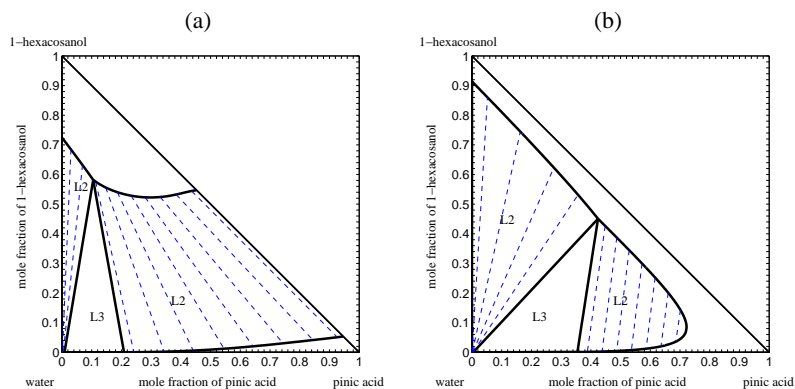 (a)
1−hexacosanol
1
0.9
0.8
0.7
0.6
0.5
0.4
0.3
0.2
0.1
0
mole fraction of 1−hexacosanol
L2
L3
L2
0 0.1 0.2 0.3 0.4 0.5 0.6 0.7 0.8 0.9 1
water mole fraction of pinic acid pinic acid
(b)
1−hexacosanol
1
0.9
0.8
0.7
0.6
0.5
0.4
0.3
0.2
0.1
0
mole fraction of 1−hexacosanol
L2
L3
L2
0 0.1 0.2 0.3 0.4 0.5 0.6 0.7 0.8 0.9 1
water mole fraction of pinic acid pinic acid